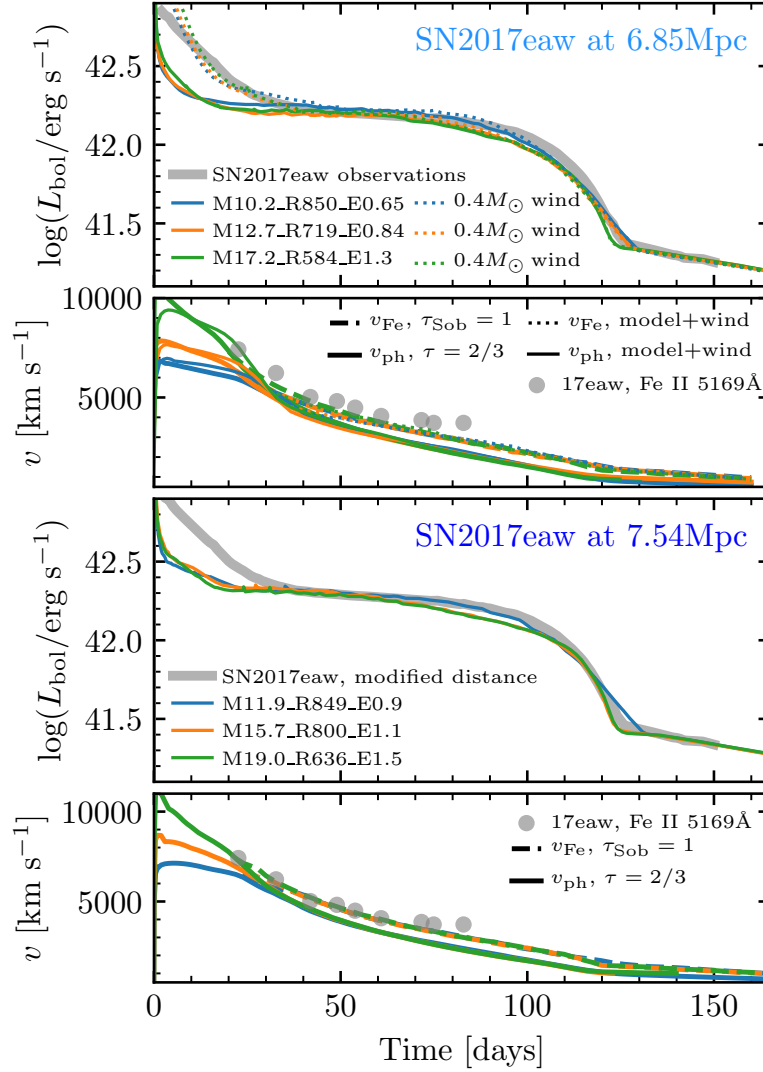 SN2017eaw at 6.85Mpc
log(L_bol/erg s⁻¹)
42.5
42.0
41.5
SN2017eaw observations
M10.2_R850_E0.65
M12.7_R719_E0.84
M17.2_R584_E1.3
0.4M⊙ wind
0.4M⊙ wind
0.4M⊙ wind
v [km s⁻¹]
10000
5000
v_Fe, τ_Sob = 1
v_ph, τ = 2/3
v_Fe, model+wind
v_ph, model+wind
17eaw, Fe II 5169Å
SN2017eaw at 7.54Mpc
log(L_bol/erg s⁻¹)
42.5
42.0
41.5
SN2017eaw, modified distance
M11.9_R849_E0.9
M15.7_R800_E1.1
M19.0_R636_E1.5
v [km s⁻¹]
10000
5000
17eaw, Fe II 5169Å
v_Fe, τ_Sob = 1
v_ph, τ = 2/3
0 50 100 150
Time [days]